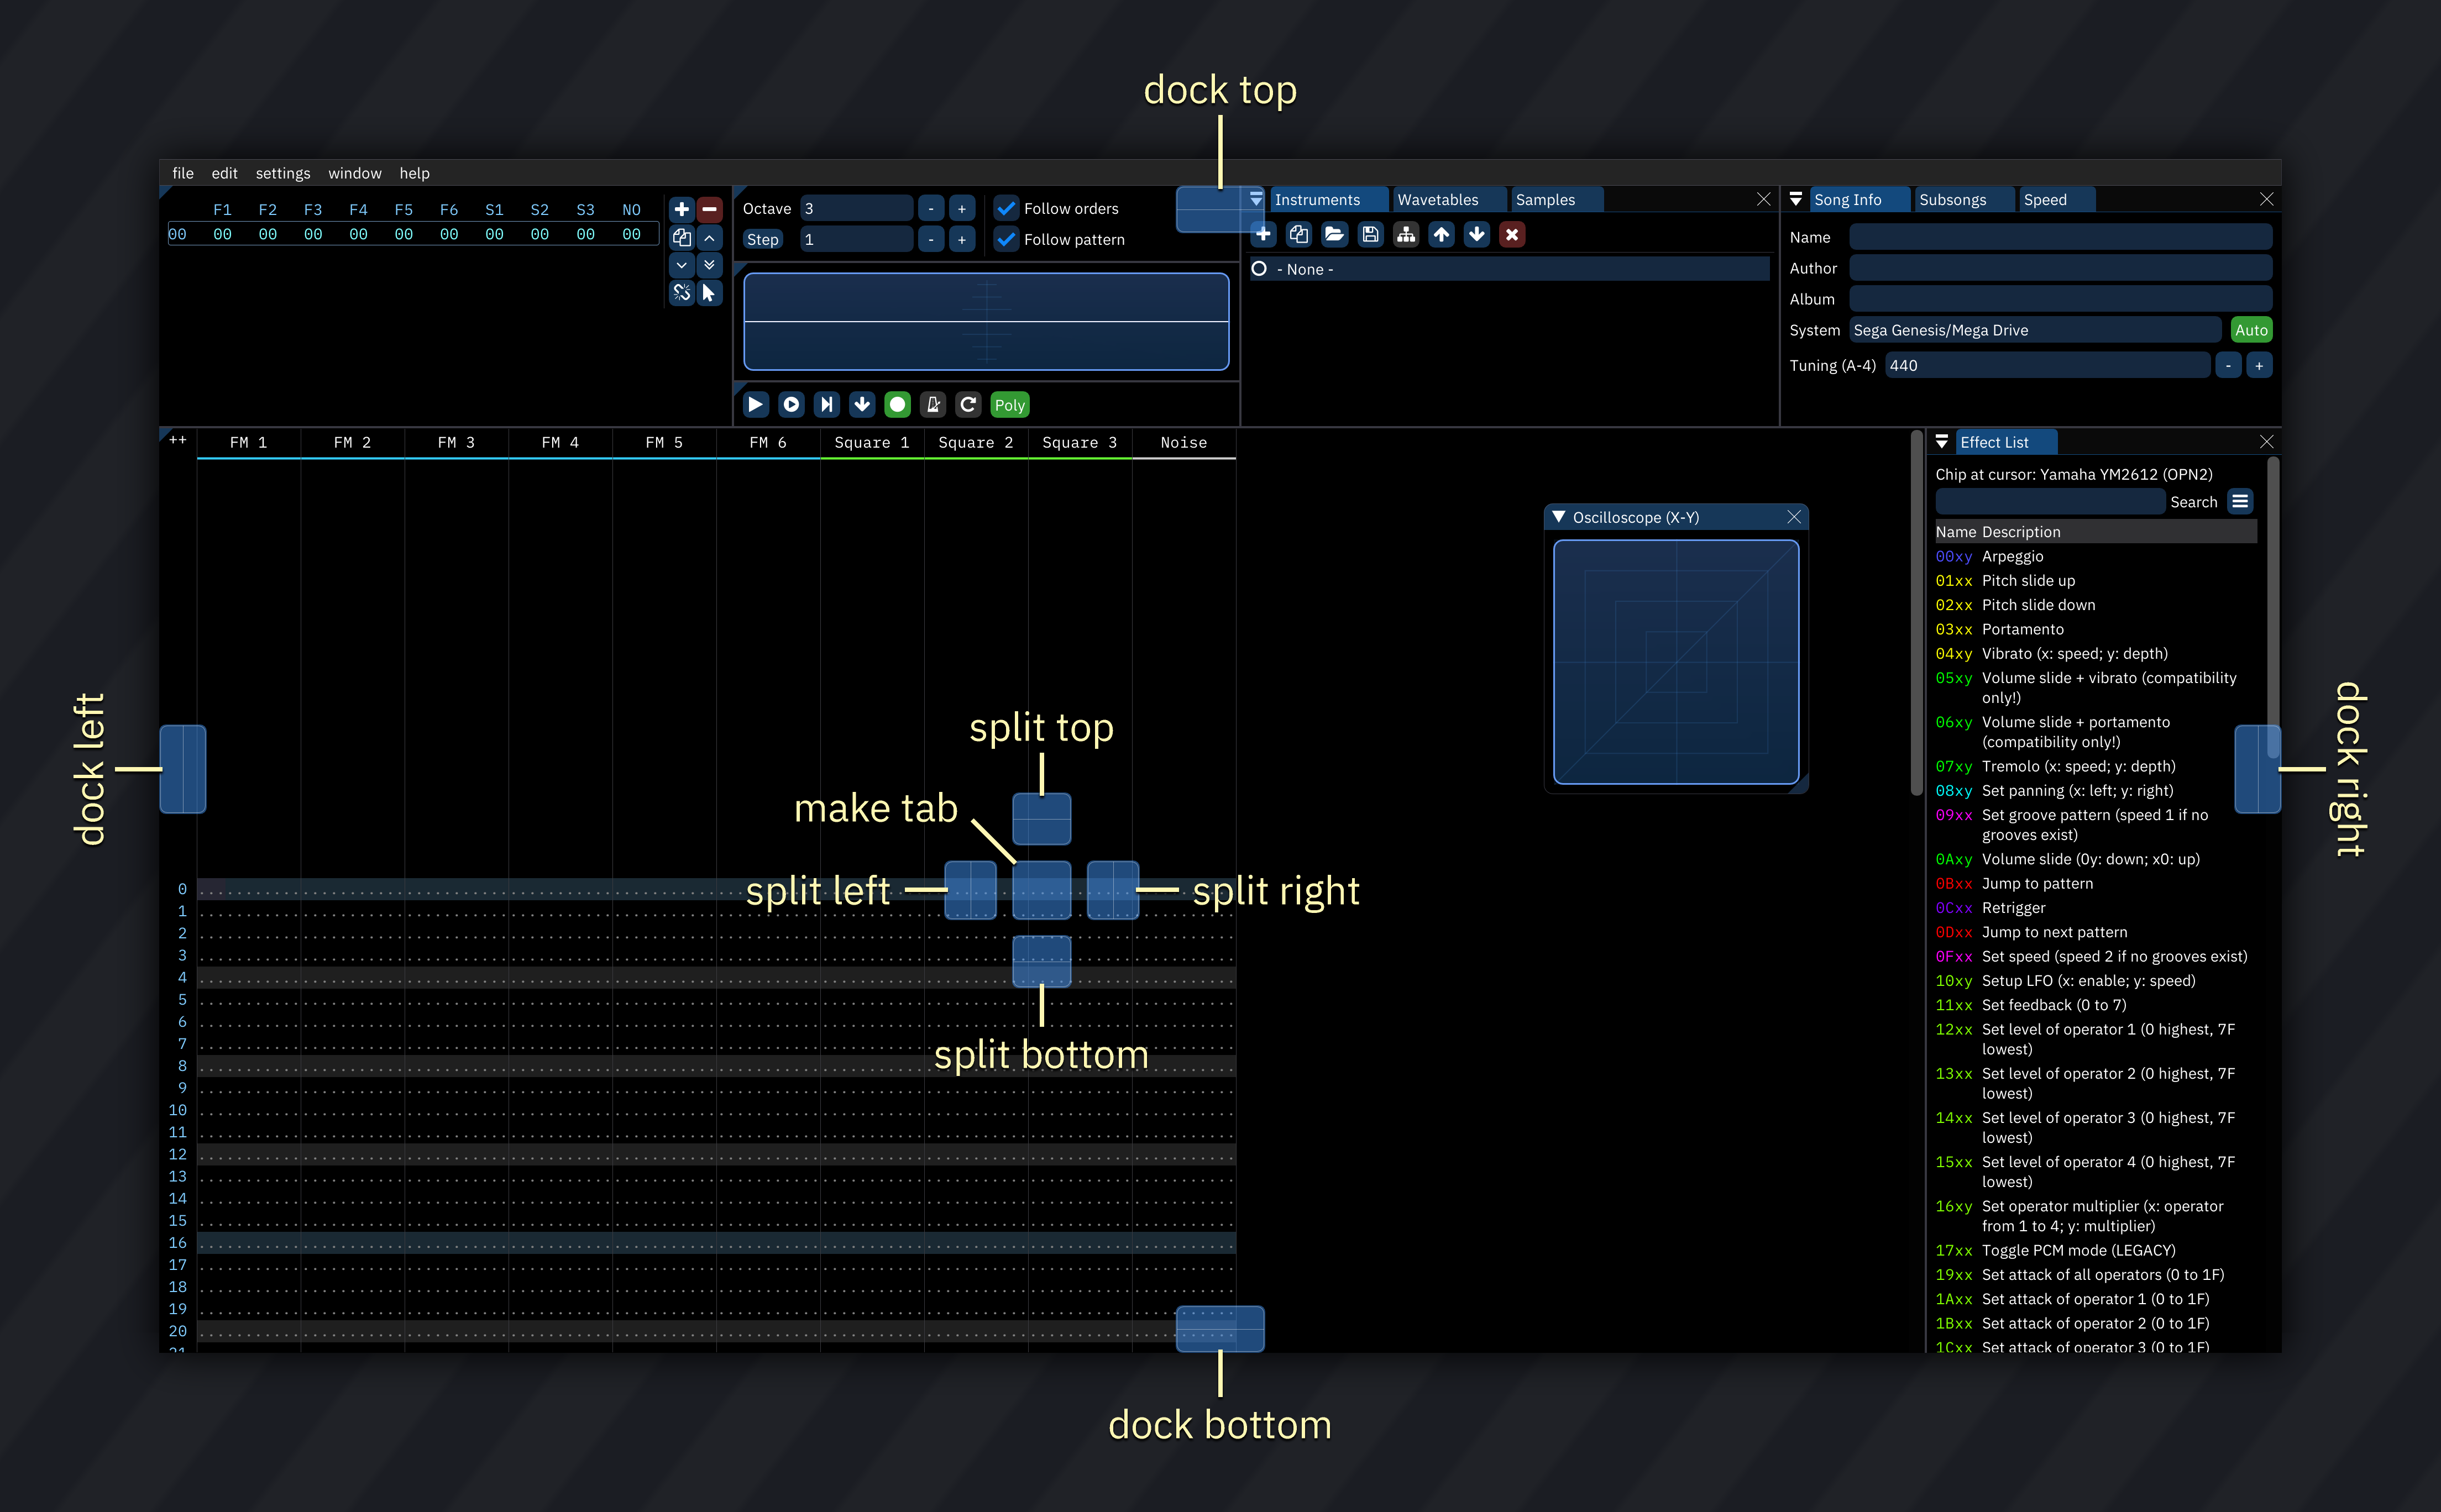 dock top
file edit settings window help
F1 F2 F3 F4 F5 F6 S1 S2 S3 NO
00 00 00 00 00 00 00 00 00 00 00
Octave 3 - +
Step 1 - +
Follow orders
Follow pattern
Poly
Instruments Wavetables Samples
- None -
Song Info Subsongs Speed
Name
Author
Album
System Sega Genesis/Mega Drive Auto
Tuning (A-4) 440 - +
++ FM 1 FM 2 FM 3 FM 4 FM 5 FM 6 Square 1 Square 2 Square 3 Noise
Oscilloscope (X-Y)
dock left
split top
make tab
split left
split right
split bottom
0
1
2
3
4
5
6
7
8
9
10
11
12
13
14
15
16
17
18
19
20
21
Effect List
Chip at cursor: Yamaha YM2612 (OPN2)
Search
Name Description
00xy Arpeggio
01xx Pitch slide up
02xx Pitch slide down
03xx Portamento
04xy Vibrato (x: speed; y: depth)
05xy Volume slide + vibrato (compatibility
only!)
06xy Volume slide + portamento
(compatibility only!)
07xy Tremolo (x: speed; y: depth)
08xy Set panning (x: left; y: right)
09xx Set groove pattern (speed 1 if no
grooves exist)
0Axy Volume slide (0y: down; x0: up)
0Bxx Jump to pattern
0Cxx Retrigger
0Dxx Jump to next pattern
0Fxx Set speed (speed 2 if no grooves exist)
10xy Setup LFO (x: enable; y: speed)
11xx Set feedback (0 to 7)
12xx Set level of operator 1 (0 highest, 7F
lowest)
13xx Set level of operator 2 (0 highest, 7F
lowest)
14xx Set level of operator 3 (0 highest, 7F
lowest)
15xx Set level of operator 4 (0 highest, 7F
lowest)
16xy Set operator multiplier (x: operator
from 1 to 4; y: multiplier)
17xx Toggle PCM mode (LEGACY)
19xx Set attack of all operators (0 to 1F)
1Axx Set attack of operator 1 (0 to 1F)
1Bxx Set attack of operator 2 (0 to 1F)
1Cxx Set attack of operator 3 (0 to 1F)
dock right
dock bottom